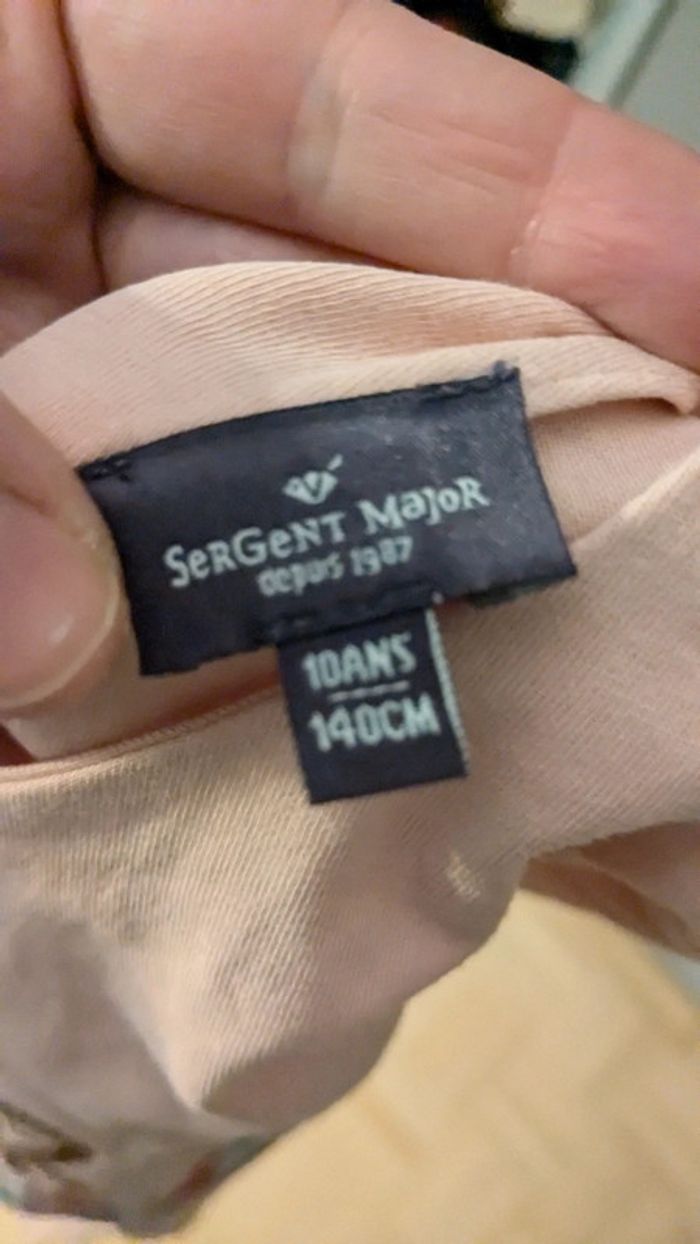 SeRGeNT MaJoR
depuis 1987
10ANS
140CM